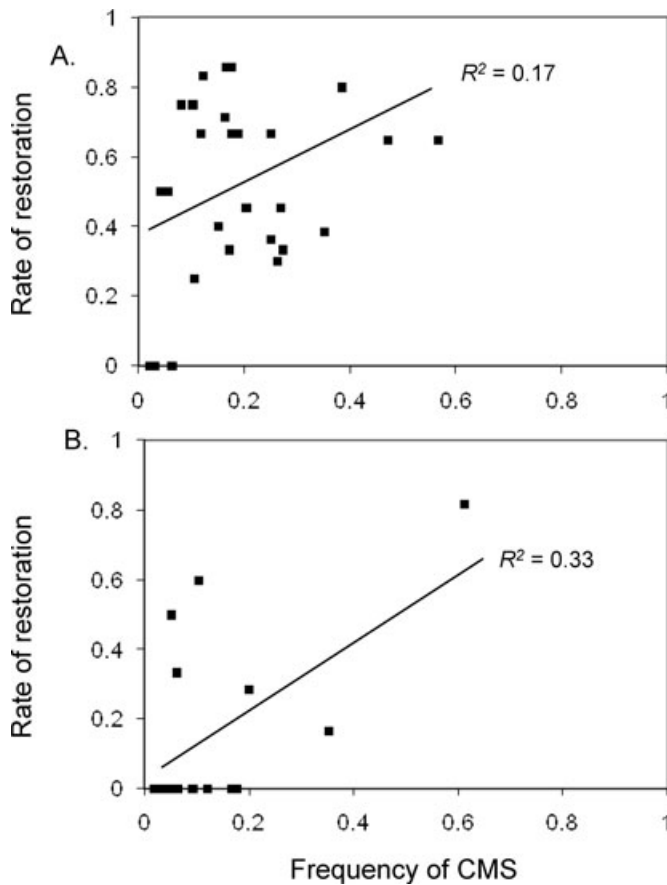 A.
R² = 0.17
Rate of restoration
1
0.8
0.6
0.4
0.2
0
0 0.2 0.4 0.6 0.8 1
B.
R² = 0.33
Rate of restoration
1
0.8
0.6
0.4
0.2
0
0 0.2 0.4 0.6 0.8 1
Frequency of CMS